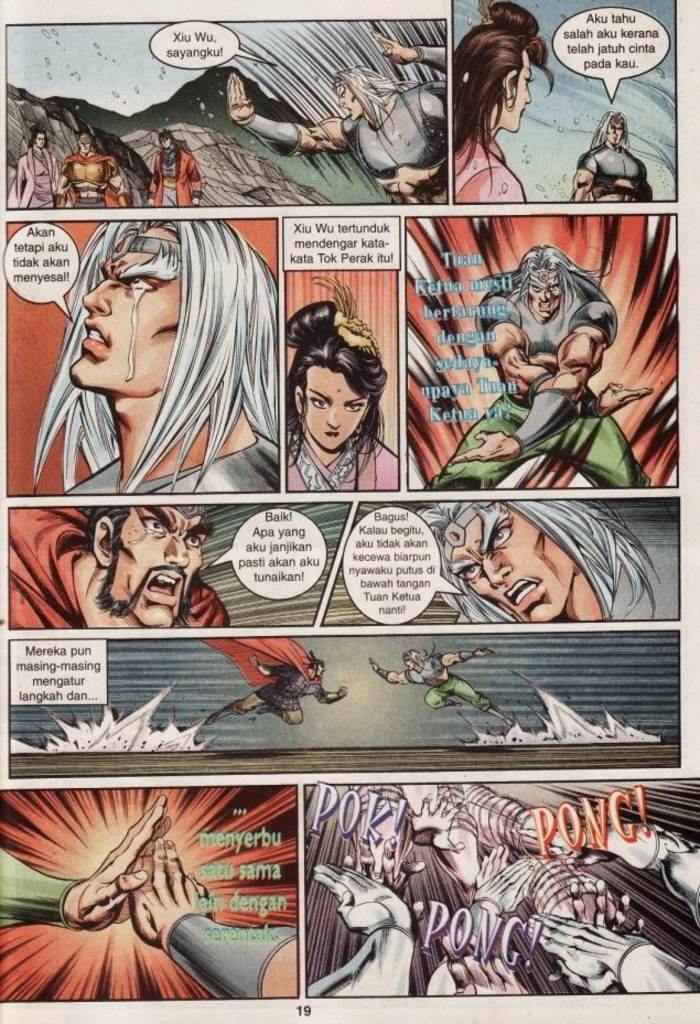 Xiu Wu,
sayangku!
Aku tahu
salah aku kerana
telah jatuh cinta
pada kau.
Akan
tetapi aku
tidak akan
menyesal!
Xiu Wu tertunduk
mendengar kata-
kata Tok Perak itu!
Tuan
Ketua mesti
bertarung
dengan
sedaya-
upaya Tuan
Ketua ya?
Baik!
Apa yang
aku janjikan
pasti akan aku
tunaikan!
Bagus!
Kalau begitu,
aku tidak akan
kecewa biarpun
nyawaku putus di
bawah tangan
Tuan Ketua
nanti!
Mereka pun
masing-masing
mengatur
langkah dan...
...
menyerbu
satu sama
lain dengan
serentak.
POK!
PONG!
PONG!
19